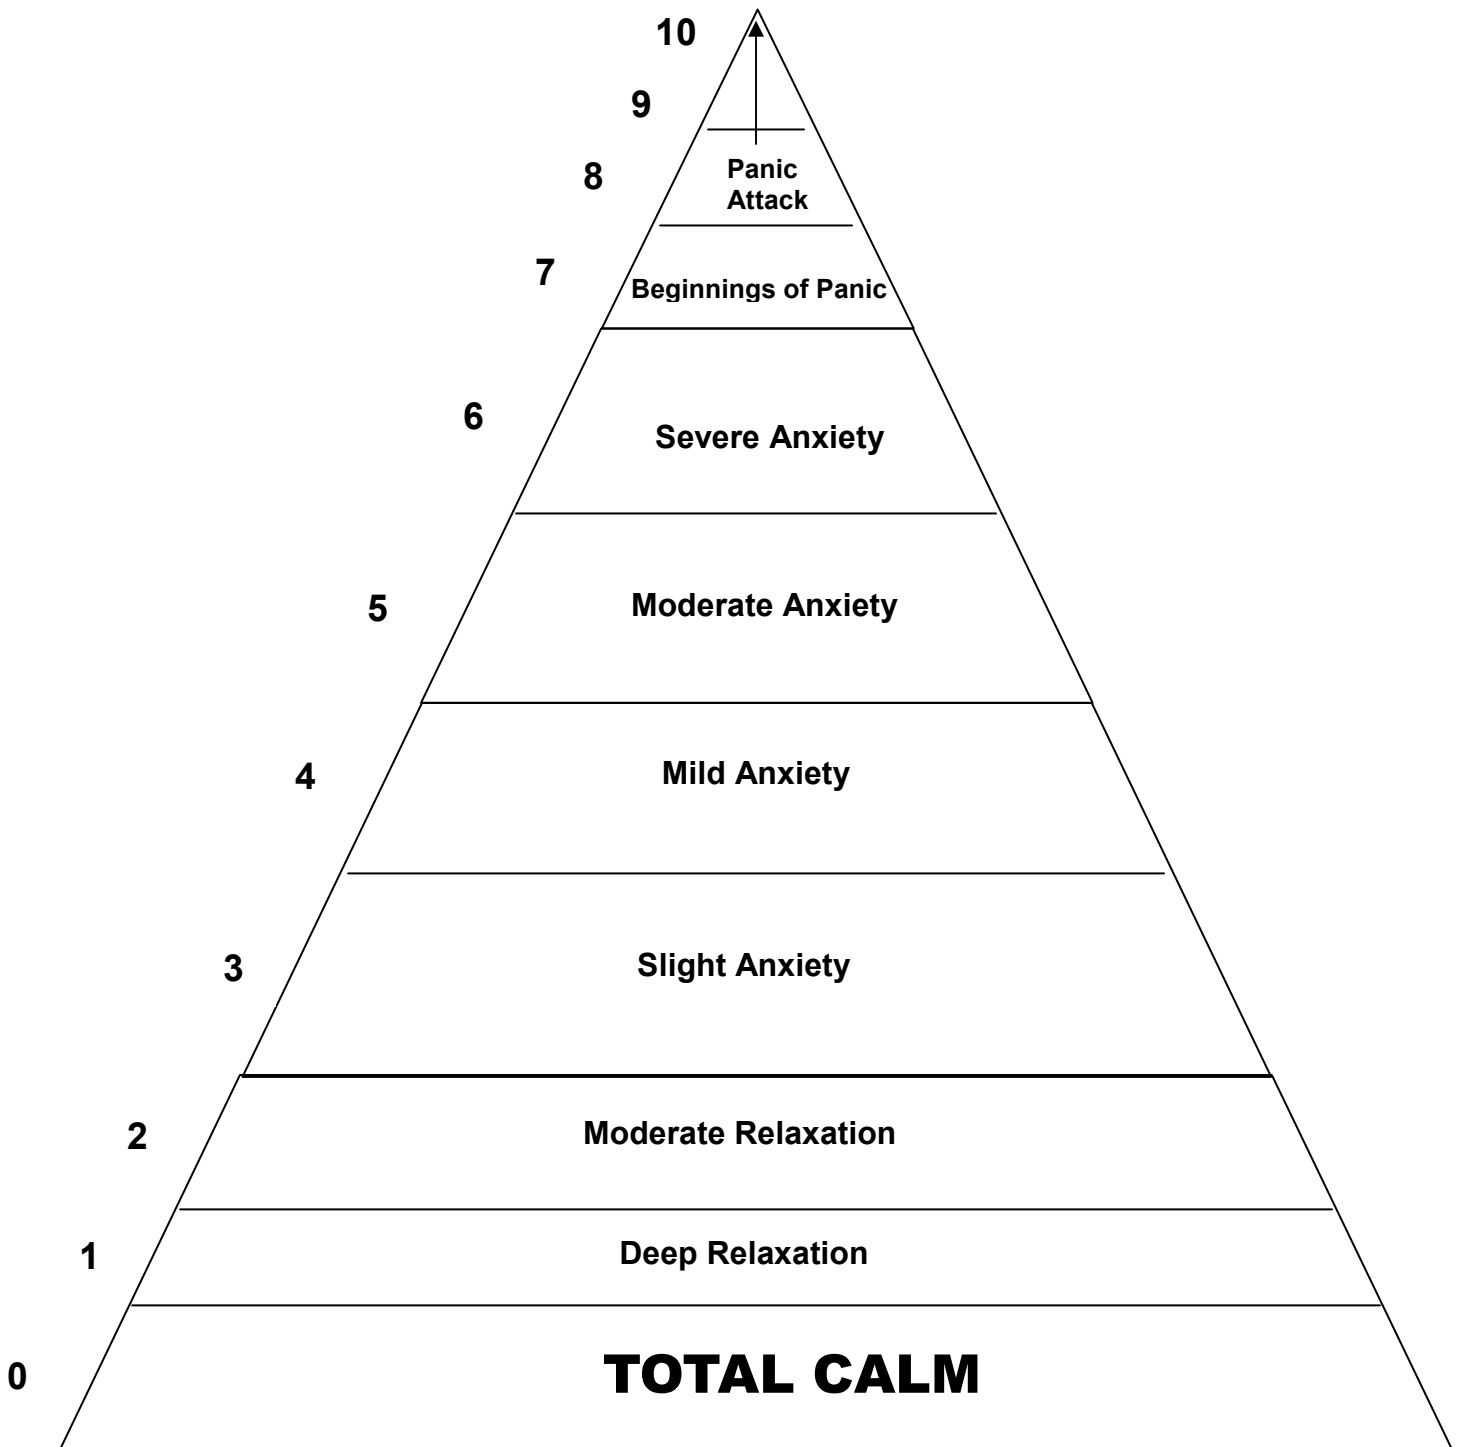 10
9
8
Panic
Attack
7
Beginnings of Panic
6
Severe Anxiety
5
Moderate Anxiety
4
Mild Anxiety
3
Slight Anxiety
2
Moderate Relaxation
1
Deep Relaxation
0
TOTAL CALM